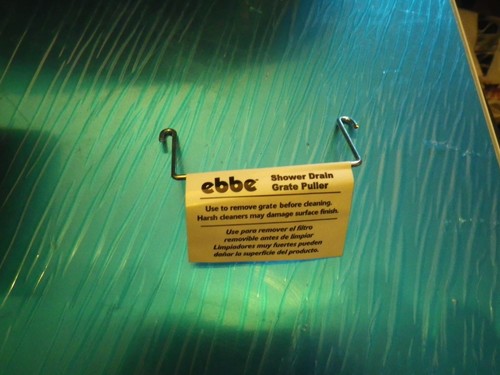 ebbe™ Shower Drain
Grate Puller
Use to remove grate before cleaning.
Harsh cleaners may damage surface finish.
Use para remover el filtro
removible antes de limpiar
Limpiadores muy fuertes pueden
dañar la superficie del producto.